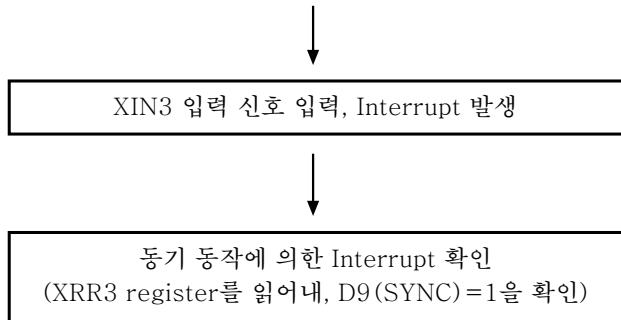 XIN3 입력 신호 입력, Interrupt 발생
동기 동작에 의한 Interrupt 확인
(XRR3 register를 읽어내, D9(SYNC)=1을 확인)